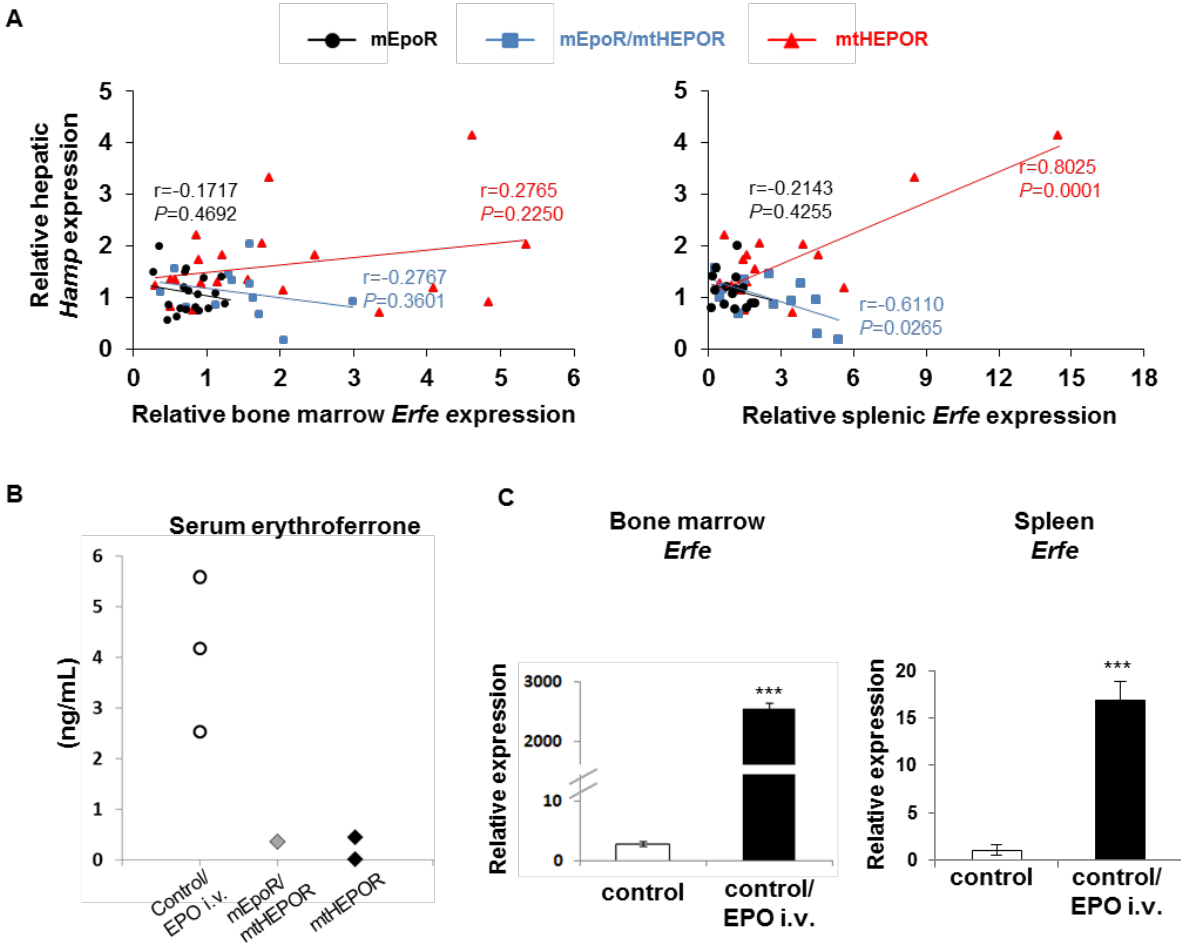 A
mEpoR
mEpoR/mtHEPOR
mtHEPOR
Relative hepatic
Hamp expression
5
4
3
2
1
0
r=-0.1717
P=0.4692
r=0.2765
P=0.2250
r=-0.2767
P=0.3601
0 1 2 3 4 5 6
Relative bone marrow Erfe expression
5
4
3
2
1
0
r=-0.2143
P=0.4255
r=0.8025
P=0.0001
r=-0.6110
P=0.0265
0 3 6 9 12 15 18
Relative splenic Erfe expression
B
Serum erythroferrone
(ng/mL)
6
5
4
3
2
1
0
Control/
EPO i.v.
mEpoR/
mtHEPOR
mtHEPOR
C
Bone marrow
Erfe
Relative expression
3000
2000
10
0
***
control
control/
EPO i.v.
Spleen
Erfe
Relative expression
20
15
10
5
0
***
control
control/
EPO i.v.